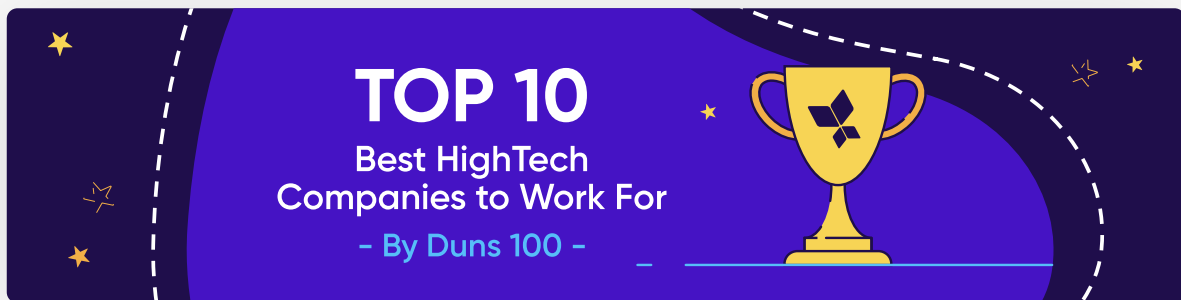 TOP 10
Best HighTech
Companies to Work For
- By Duns 100 -